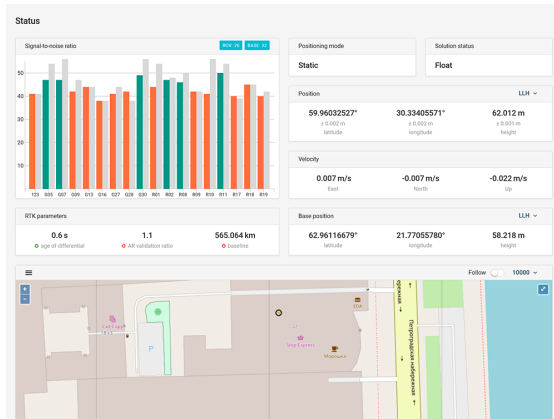 Status
Signal-to-noise ratio
ROV: 26
BASE: 32
50
40
30
20
10
123 G05 G07 G09 G13 G16 G27 G28 G30 R01 R02 R08 R09 R10 R11 R17 R18 R19
Positioning mode
Static
Solution status
Float
Position
LLH
59.96032527° 30.33405571° 62.012 m
± 0.002 m ± 0.002 m ± 0.001 m
latitude longitude height
Velocity
0.007 m/s -0.007 m/s -0.022 m/s
East North Up
RTK parameters
0.6 s 1.1 565.064 km
age of differential AR validation ratio baseline
Base position
LLH
62.96116679° 21.77055780° 58.218 m
latitude longitude height
Follow
10000
+
−
P
Stop-Express
Морошка
Петроградская набережная